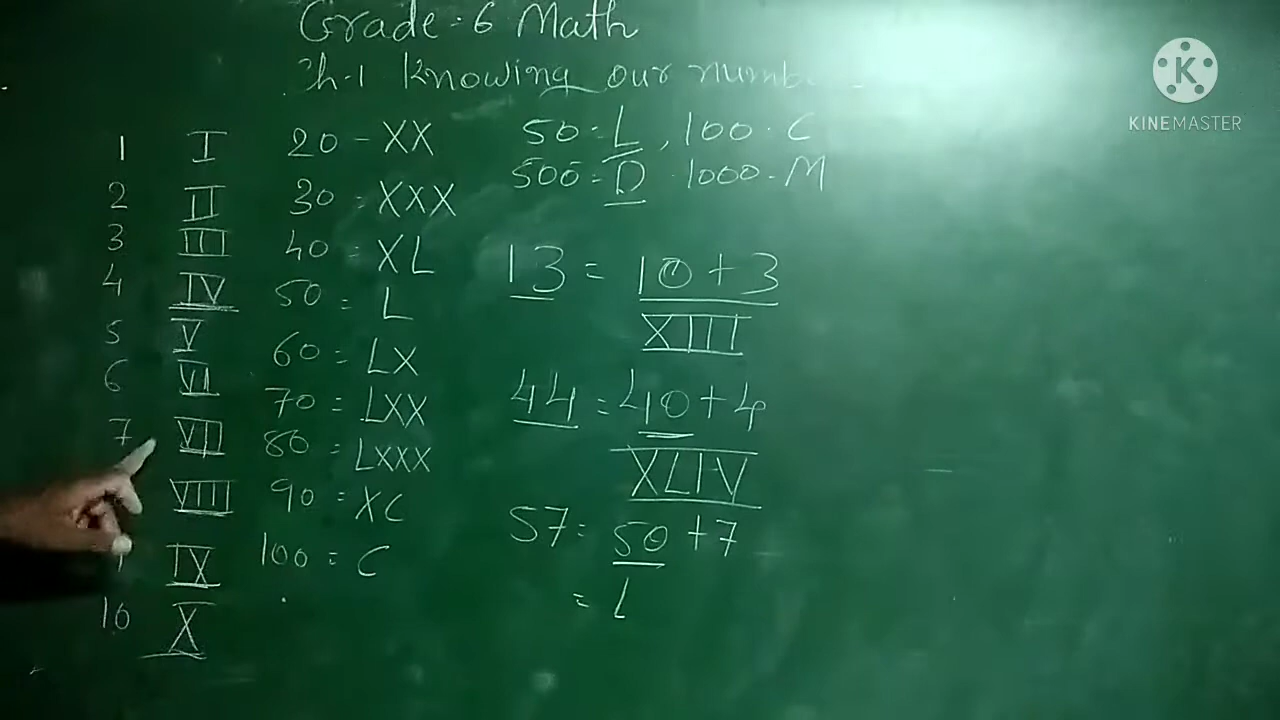 Grade-6 Math
Ch-1 Knowing our numbe
1 I
2 II
3 III
4 IV
5 V
6 VI
7 VII
VIII
IX
10 X
20 - XX
30 = XXX
40 = XL
50 = L
60 = LX
70 = LXX
80 = LXXX
90 = XC
100 = C
50 = L, 100 - C
500 = D 1000 - M
13 = 10 + 3
XIII
44 = 40 + 4
XLIV
57 = 50 + 7
= L
K
KINEMASTER